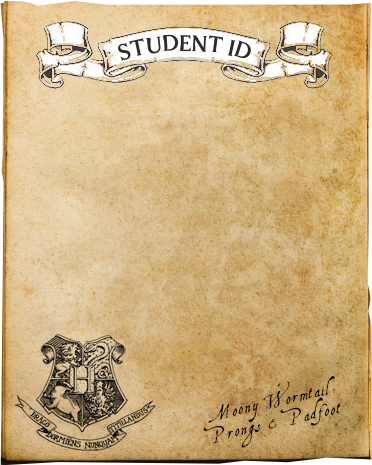 STUDENT ID
DRACO DORMIENS NUNQUAM TITILLANDUS
Moony Wormtail
Prongs & Padfoot